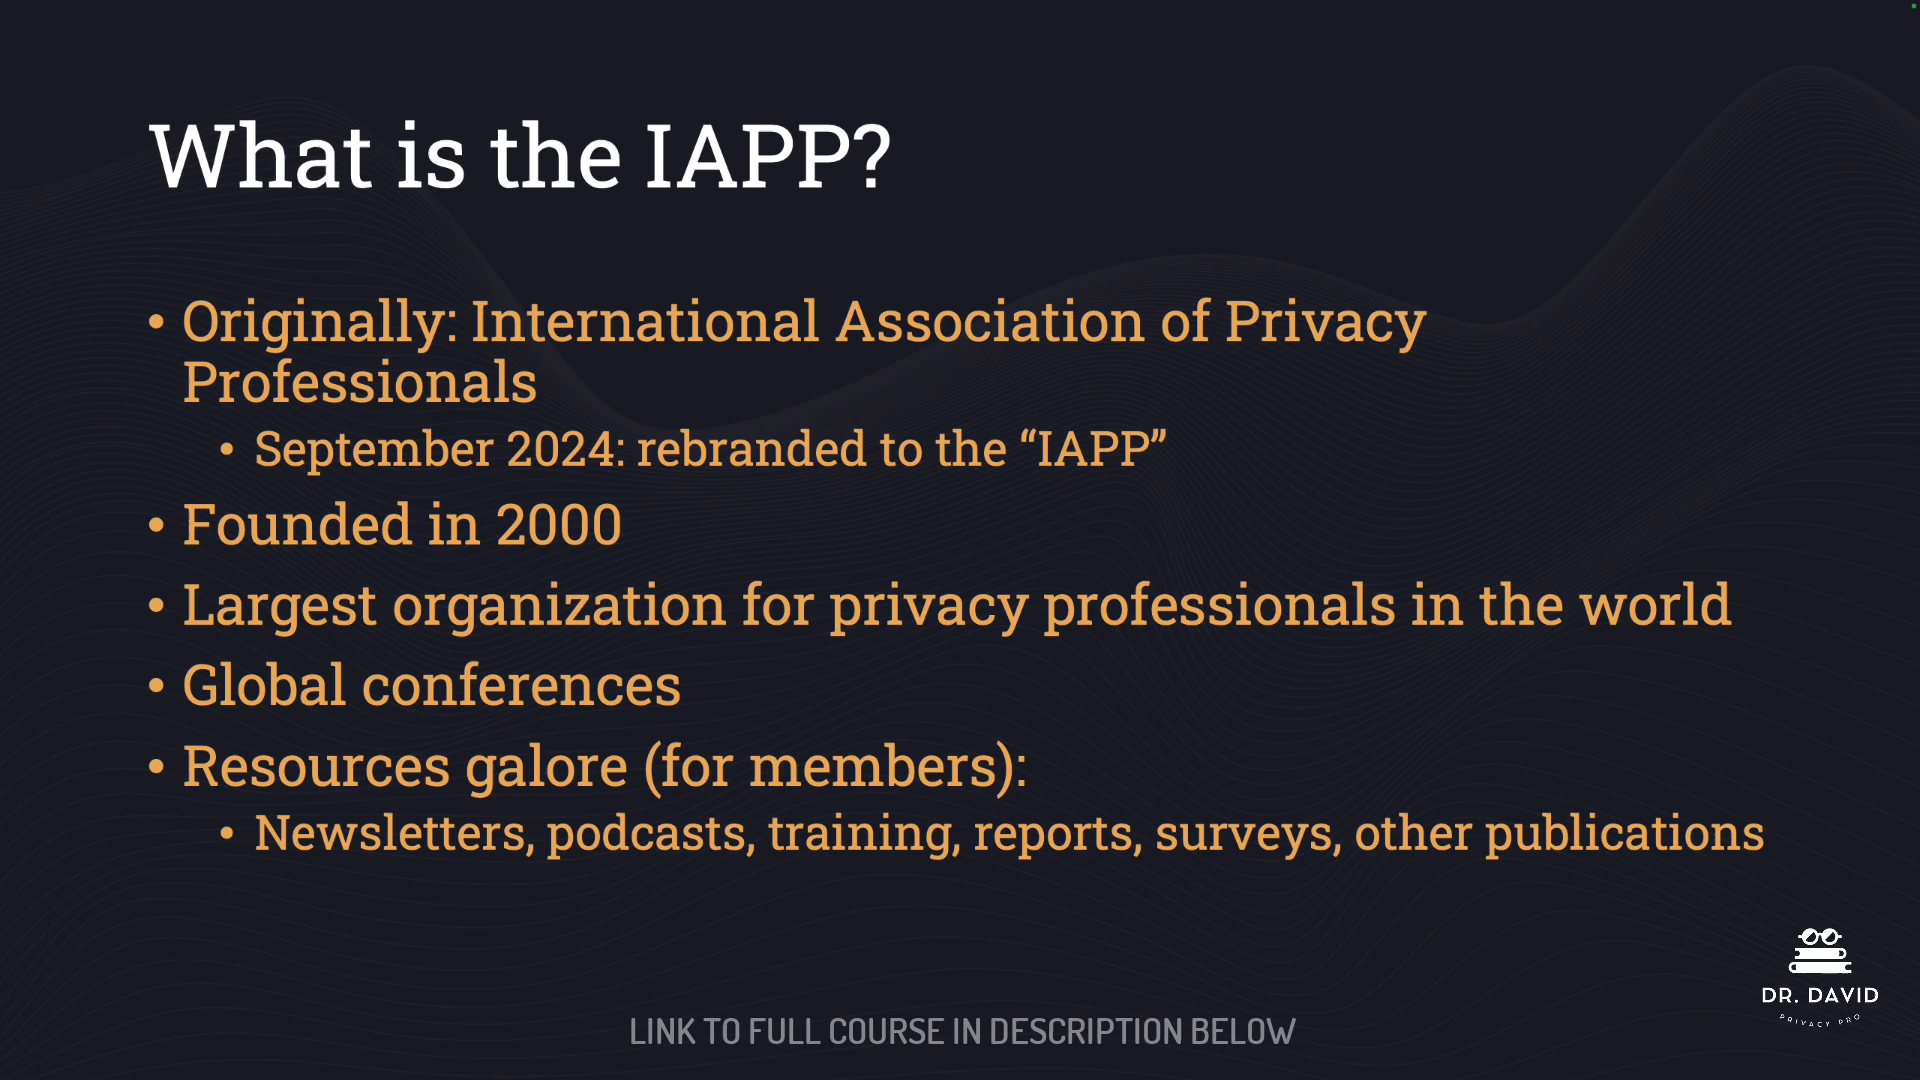 What is the IAPP?
• Originally: International Association of Privacy
Professionals
• September 2024: rebranded to the “IAPP”
• Founded in 2000
• Largest organization for privacy professionals in the world
• Global conferences
• Resources galore (for members):
• Newsletters, podcasts, training, reports, surveys, other publications
DR. DAVID
PRIVACY PRO
LINK TO FULL COURSE IN DESCRIPTION BELOW